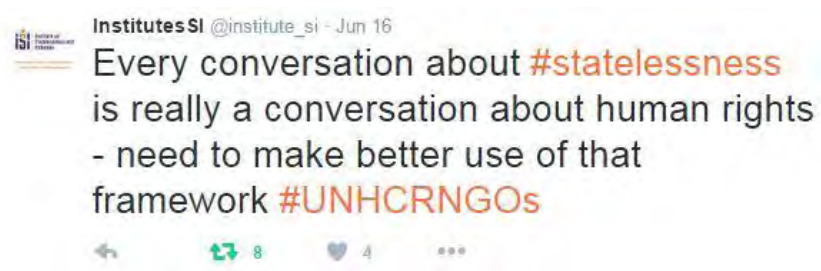 InstitutesSI @institute_si · Jun 16
Every conversation about #statelessness
is really a conversation about human rights
- need to make better use of that
framework #UNHCRNGOs
8 4